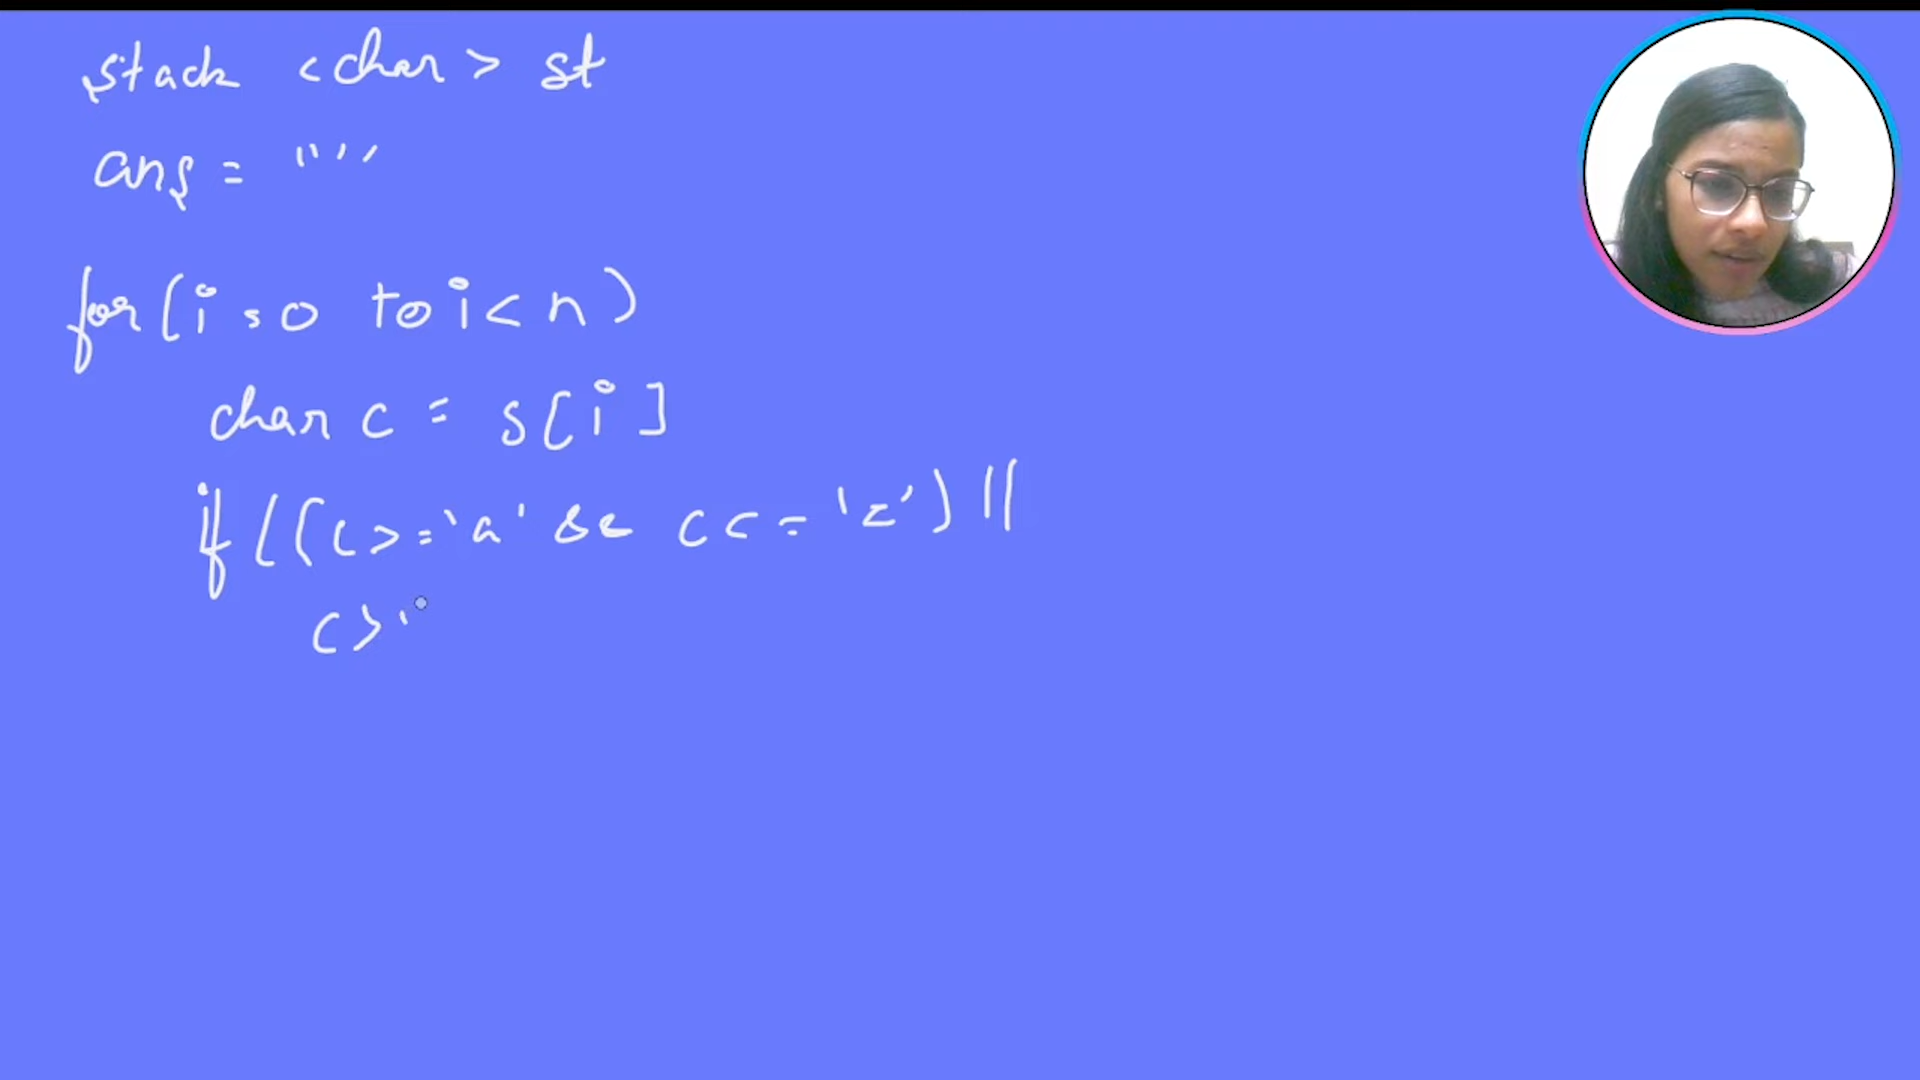 stack <char> st
ans = ""
for(i=0 to i<n)
char c = s[i]
if((c>='a' && c<='z') ||
c>'